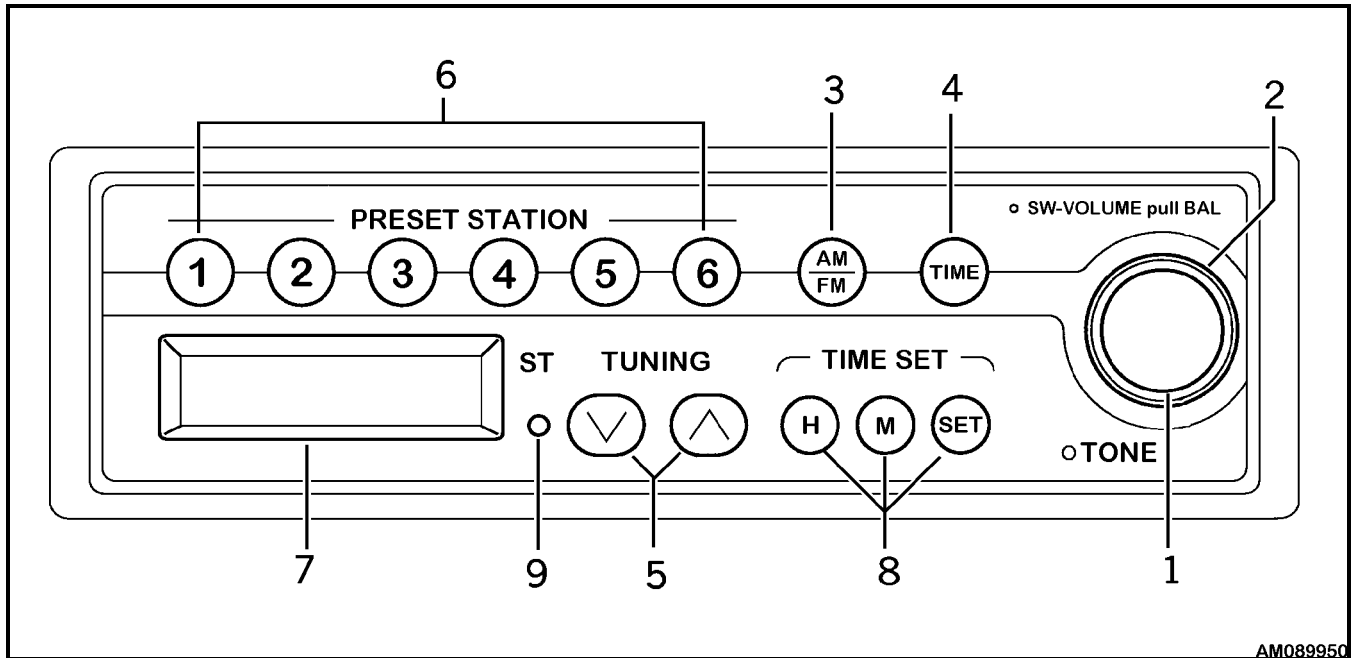 6 3 4 2
SW-VOLUME pull BAL
PRESET STATION
1 2 3 4 5 6 AM FM TIME
ST TUNING TIME SET
H M SET
TONE
7 9 5 8 1
AM089950